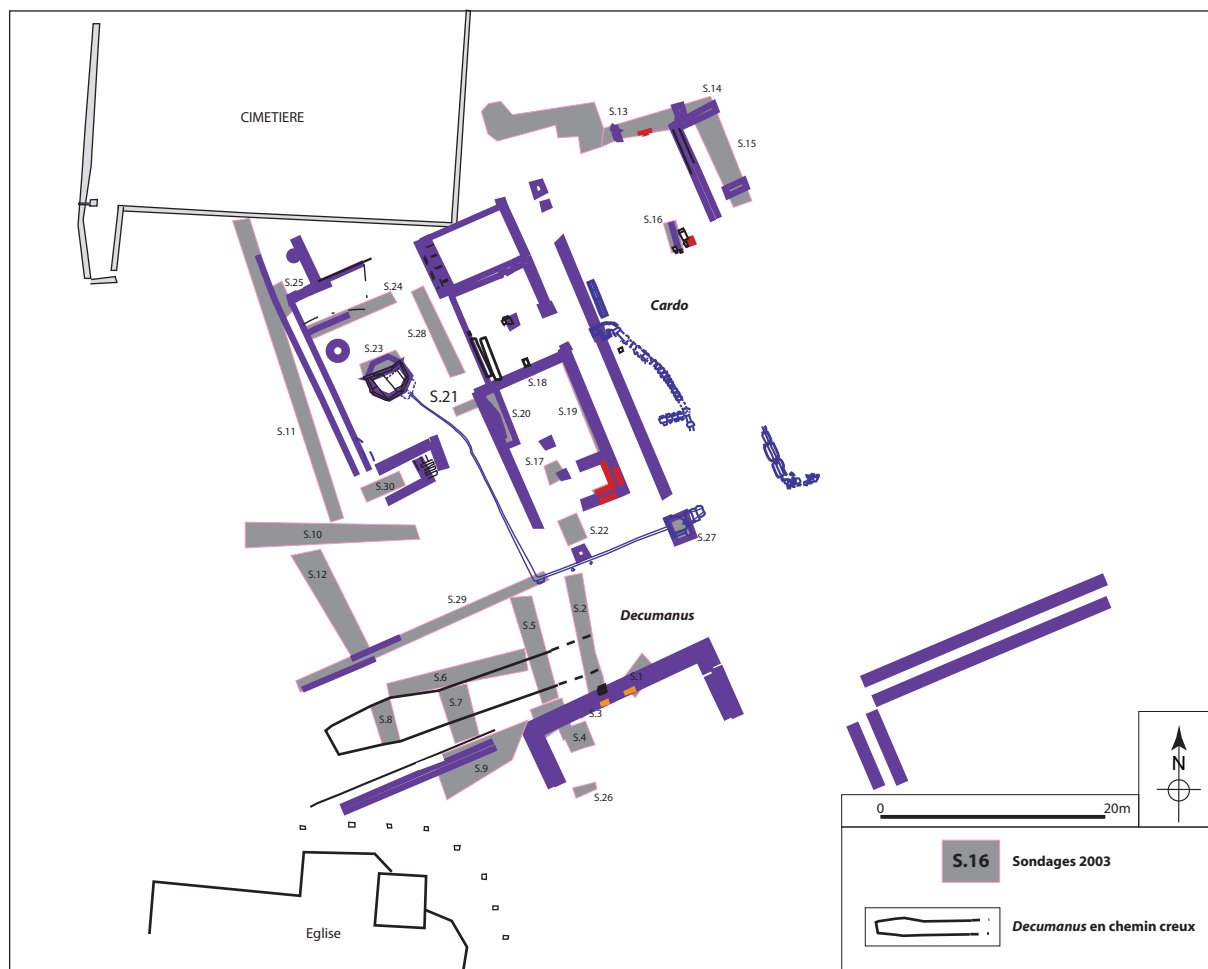 CIMETIERE
S.13
S.14
S.15
S.16
S.25
S.24
S.28
Cardo
S.23
S.21
S.18
S.20
S.19
S.11
S.17
S.30
S.22
S.10
S.27
S.12
S.29
S.2
S.5
Decumanus
S.6
S.1
S.7
S.8
S.3
S.4
S.9
S.26
Eglise
N
0 20m
S.16 Sondages 2003
Decumanus en chemin creux